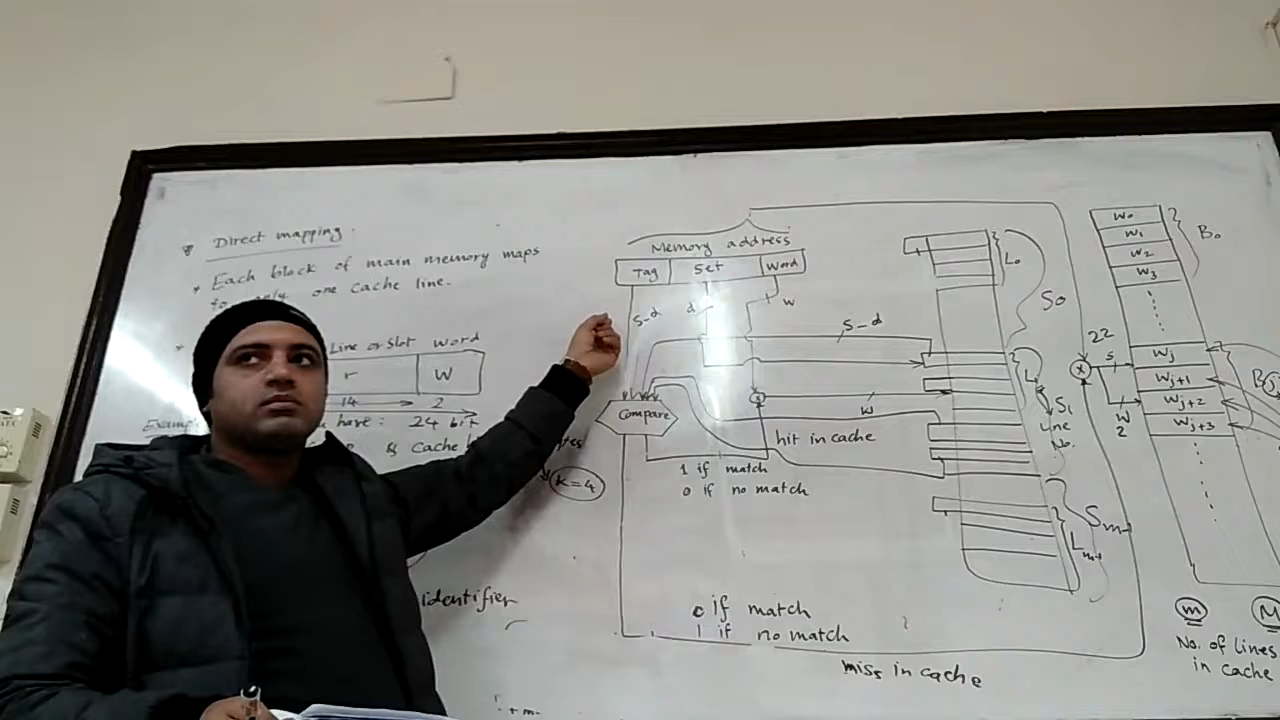 Direct mapping.
* Each block of main memory maps
to only one cache line.
*
Line or Slot Word
r W
14 2
have: 24 bit
& Cache
K=4
identifier
Memory address
Tag Set Word
S-d d W
S-d
W
Compare
hit in cache
1 if match
0 if no match
0 if match
1 if no match
miss in cache
L0
S0
S1
Line
No.
22
S
W
2
W0
W1
W2
W3
B0
Wj
Wj+1
Wj+2
Wj+3
m M
No. of lines
in cache